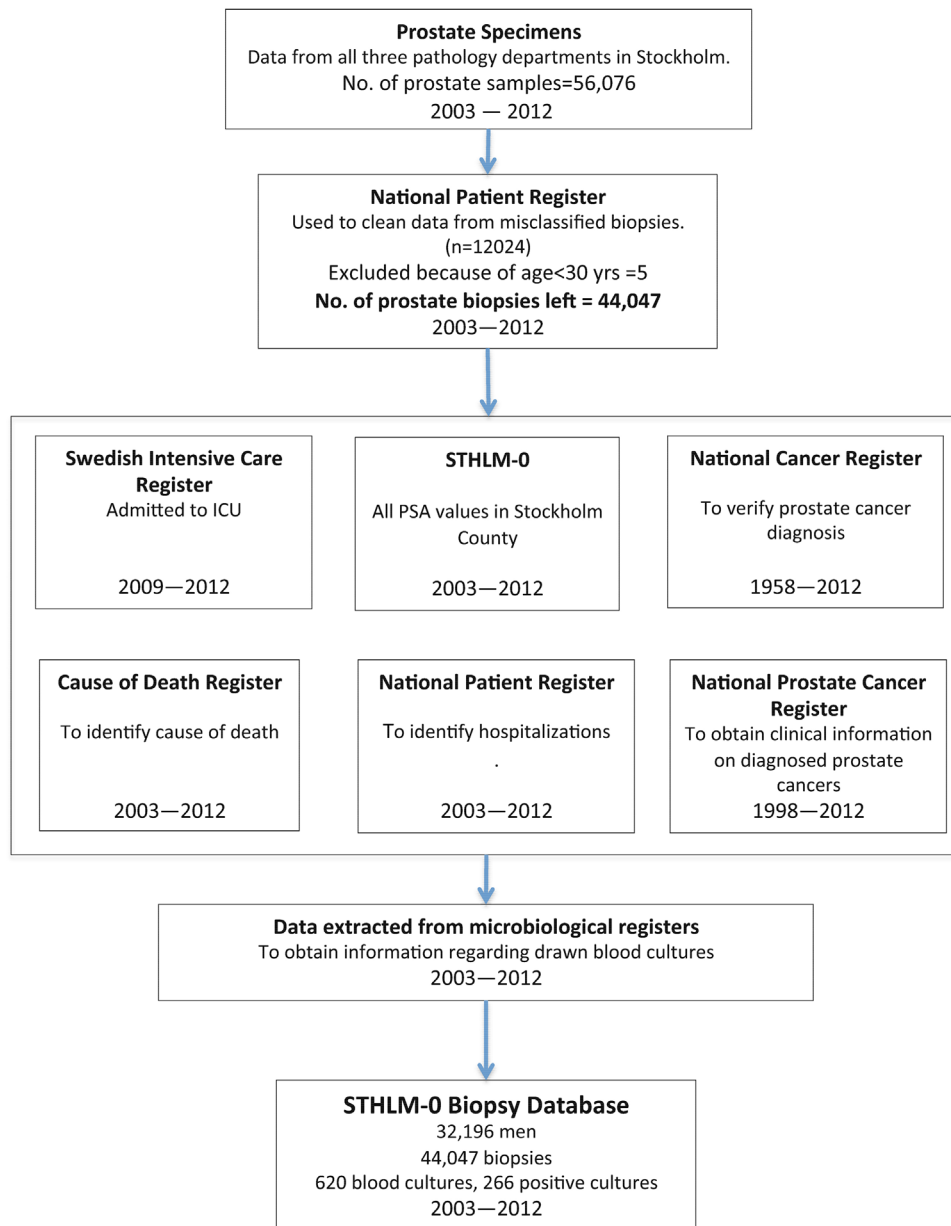 Prostate Specimens
Data from all three pathology departments in Stockholm.
No. of prostate samples=56,076
2003 — 2012
National Patient Register
Used to clean data from misclassified biopsies.
(n=12024)
Excluded because of age<30 yrs =5
No. of prostate biopsies left = 44,047
2003—2012
Swedish Intensive Care
Register
Admitted to ICU
2009—2012
STHLM-0
All PSA values in Stockholm
County
2003—2012
National Cancer Register
To verify prostate cancer
diagnosis
1958—2012
Cause of Death Register
To identify cause of death
2003—2012
National Patient Register
To identify hospitalizations
.
2003—2012
National Prostate Cancer
Register
To obtain clinical information
on diagnosed prostate
cancers
1998—2012
Data extracted from microbiological registers
To obtain information regarding drawn blood cultures
2003—2012
STHLM-0 Biopsy Database
32,196 men
44,047 biopsies
620 blood cultures, 266 positive cultures
2003—2012